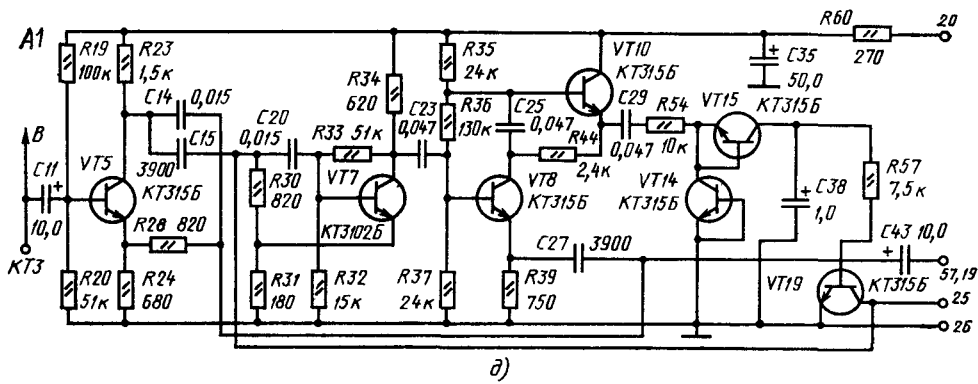 А1
R19
100к
R23
1,5к
C14
0,015
C15
3900
В
C11
+
10,0
КТ3
VT5
КТ315Б
R28 820
R20
51к
R24
680
C20
0,015
R30
820
R31
180
R33 51к
VT7
КТ3102Б
R32
15к
R34
620
C23
0,047
R35
24к
R36
130к
R37
24к
C25
0,047
VT8
КТ315Б
R44
2,4к
C27 3900
R39
750
VT10
КТ315Б
C29
0,047
R54
10к
VT15
КТ315Б
VT14
КТ315Б
+
C35
50,0
R60
270
20
+
C38
1,0
R57
7,5к
VT19
КТ315Б
C43 10,0
+
57,19
25
26
д)